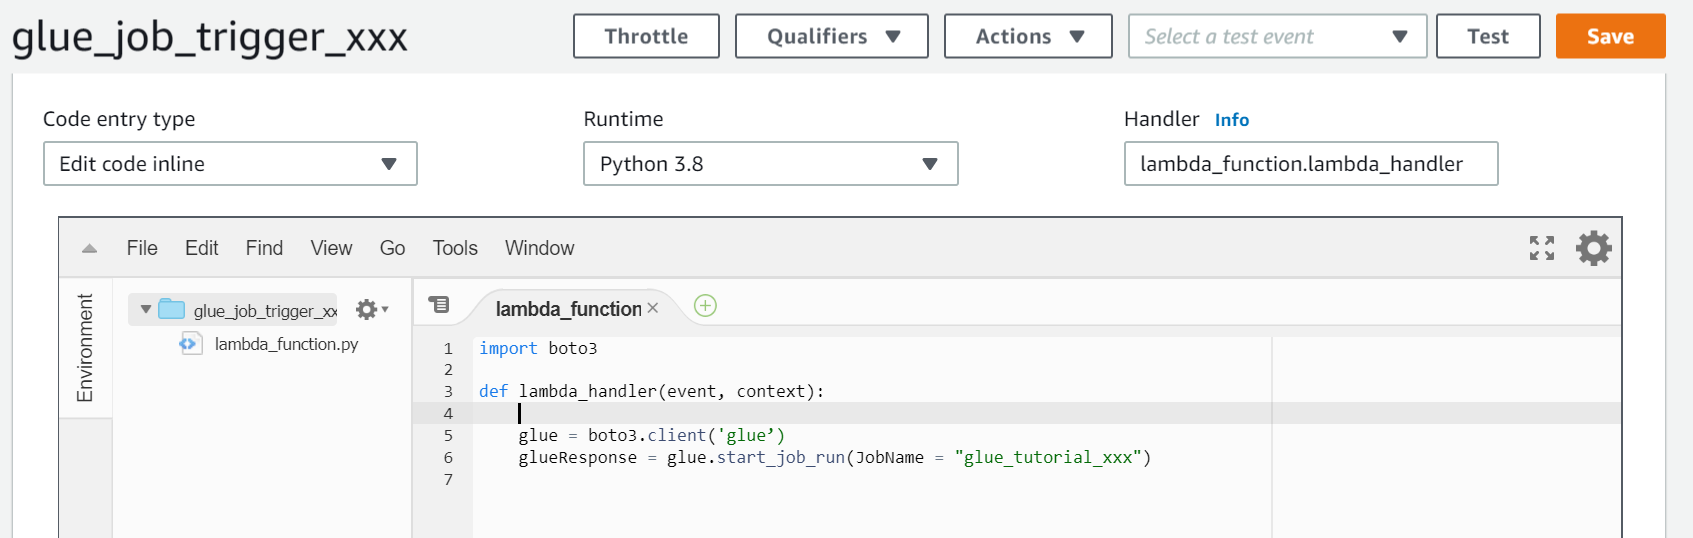 glue_job_trigger_xxx Throttle Qualifiers Actions Select a test event Test Save
Code entry type Runtime Handler Info
Edit code inline Python 3.8 lambda_function.lambda_handler
File Edit Find View Go Tools Window
Environment
glue_job_trigger_xx
lambda_function.py
lambda_function
1 import boto3
2
3 def lambda_handler(event, context):
4
5 glue = boto3.client('glue’)
6 glueResponse = glue.start_job_run(JobName = "glue_tutorial_xxx")
7